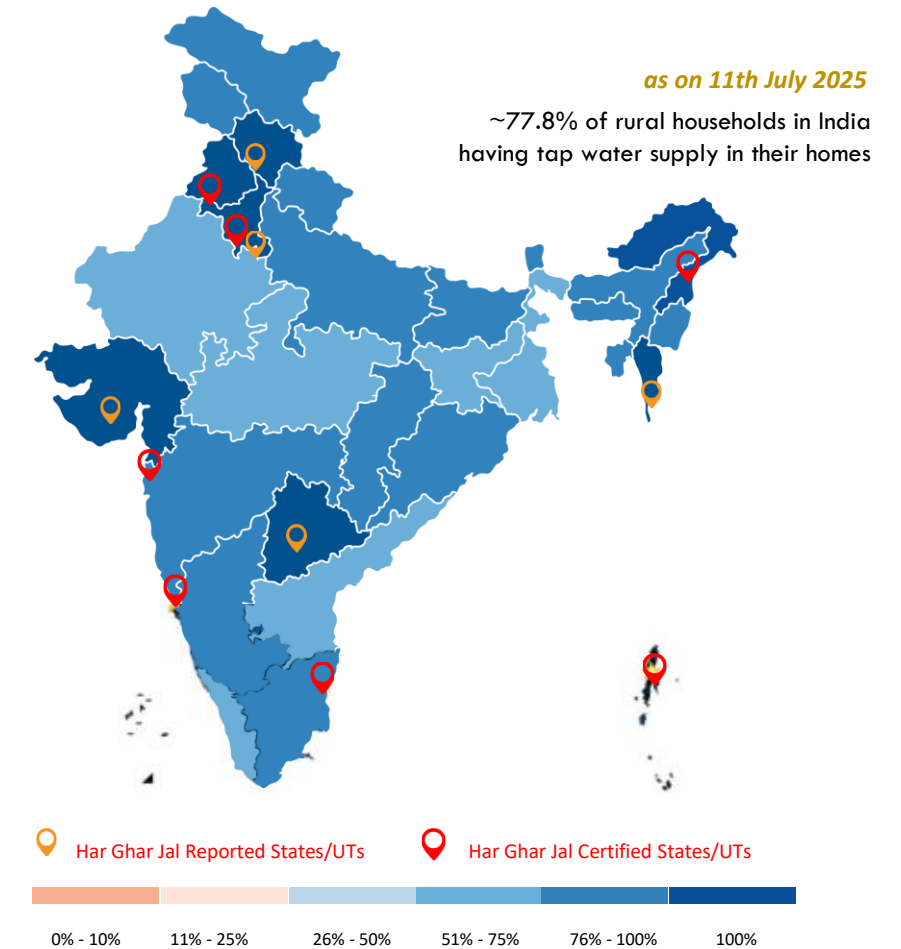 as on 11th July 2025
~77.8% of rural households in India
having tap water supply in their homes
Har Ghar Jal Reported States/UTs
Har Ghar Jal Certified States/UTs
0% - 10%
11% - 25%
26% - 50%
51% - 75%
76% - 100%
100%